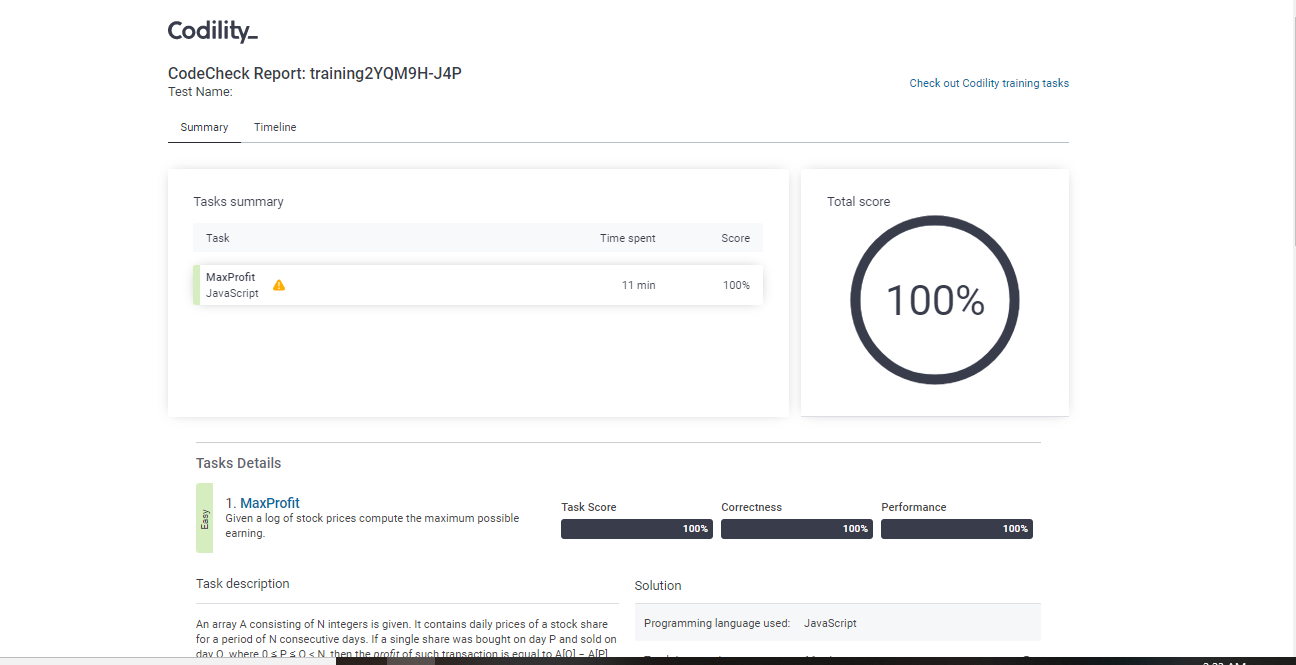 Codility_
CodeCheck Report: training2YQM9H-J4P
Test Name:
Check out Codility training tasks
Summary
Timeline
Tasks summary
Task
Time spent
Score
MaxProfit
JavaScript
11 min
100%
Total score
100%
Tasks Details
Easy
1. MaxProfit
Given a log of stock prices compute the maximum possible
earning.
Task Score
100%
Correctness
100%
Performance
100%
Task description
An array A consisting of N integers is given. It contains daily prices of a stock share
for a period of N consecutive days. If a single share was bought on day P and sold on
day Q, where 0 ≤ P ≤ Q < N, then the profit of such transaction is equal to A[Q] − A[P],
Solution
Programming language used: JavaScript